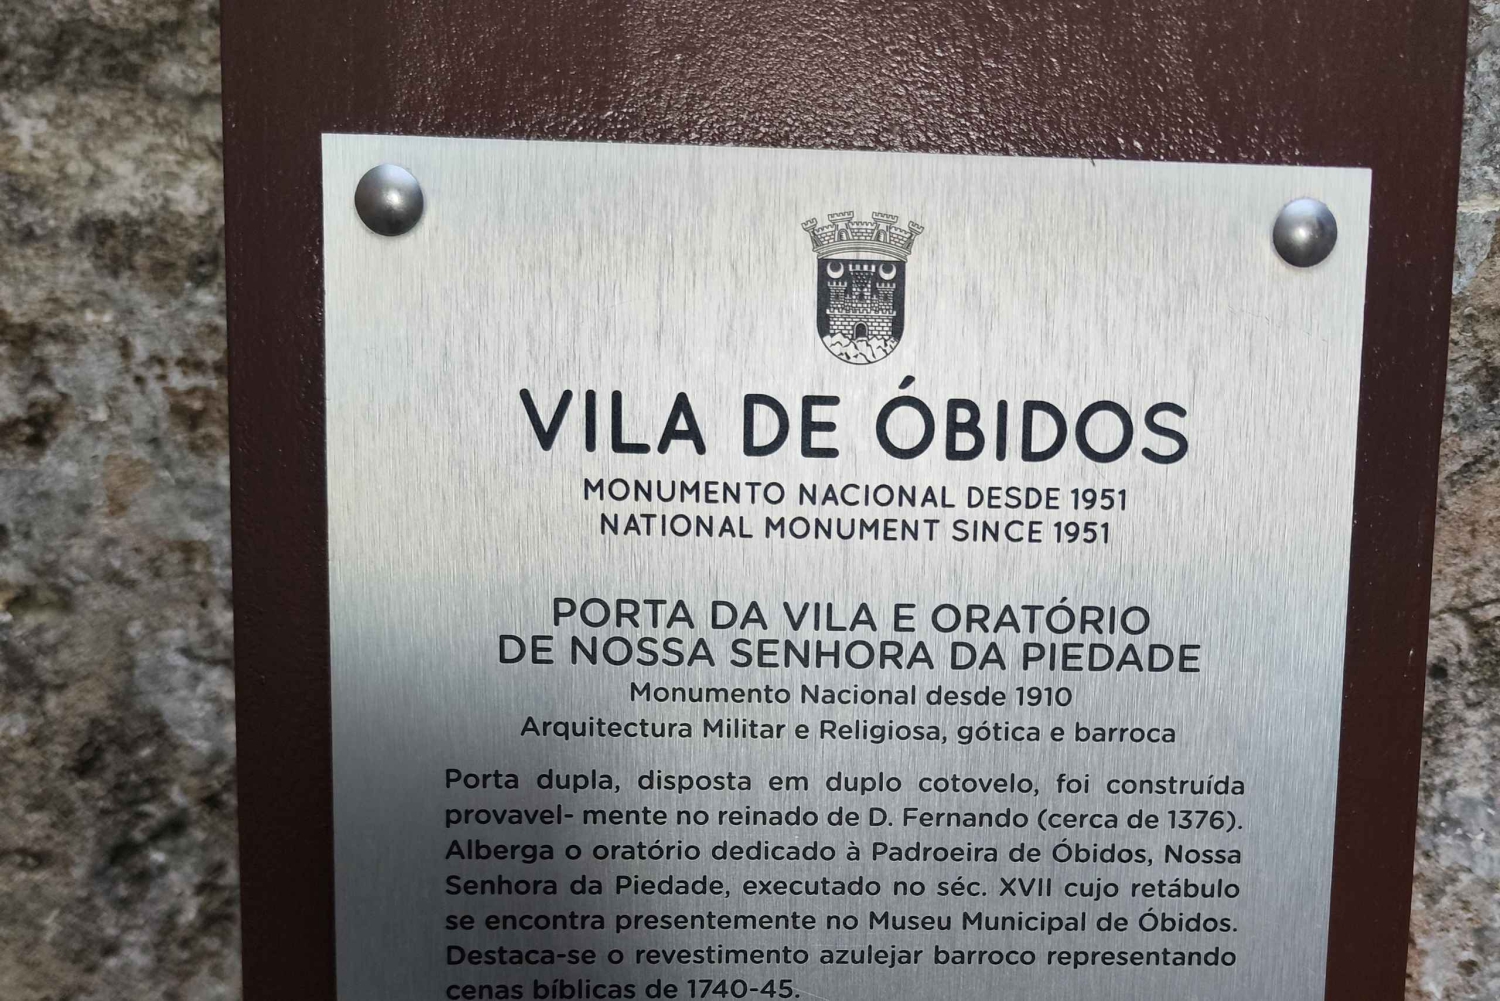 VILA DE ÓBIDOS
MONUMENTO NACIONAL DESDE 1951
NATIONAL MONUMENT SINCE 1951
PORTA DA VILA E ORATÓRIO
DE NOSSA SENHORA DA PIEDADE
Monumento Nacional desde 1910
Arquitectura Militar e Religiosa, gótica e barroca
Porta dupla, disposta em duplo cotovelo, foi construída
provavel- mente no reinado de D. Fernando (cerca de 1376).
Alberga o oratório dedicado à Padroeira de Óbidos, Nossa
Senhora da Piedade, executado no séc. XVII cujo retábulo
se encontra presentemente no Museu Municipal de Óbidos.
Destaca-se o revestimento azulejar barroco representando
cenas bíblicas de 1740-45.